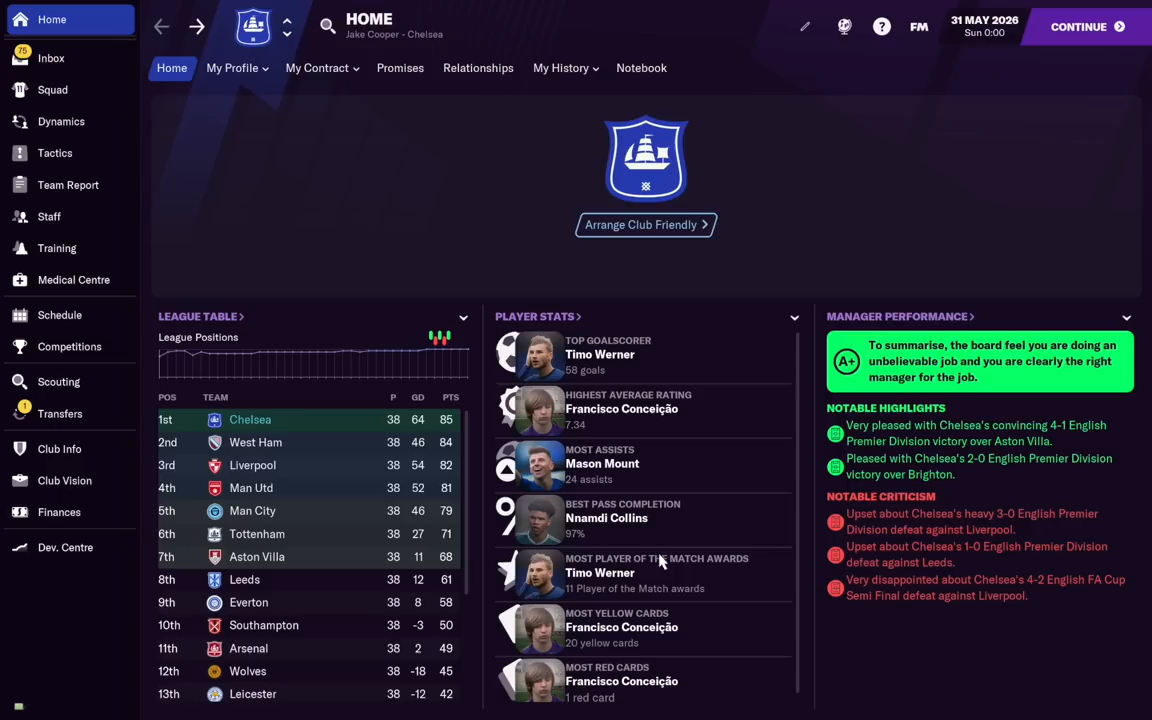 Home
HOME
Jake Cooper - Chelsea
FM
31 MAY 2026
Sun 0:00
CONTINUE
75
Inbox
Squad
Dynamics
Tactics
Team Report
Staff
Training
Medical Centre
Schedule
Competitions
Scouting
1
Transfers
Club Info
Club Vision
Finances
Dev. Centre
Home
My Profile
My Contract
Promises
Relationships
My History
Notebook
Arrange Club Friendly >
LEAGUE TABLE >
League Positions
POS TEAM P GD PTS
1st Chelsea 38 64 85
2nd West Ham 38 46 84
3rd Liverpool 38 54 82
4th Man Utd 38 52 81
5th Man City 38 46 79
6th Tottenham 38 27 71
7th Aston Villa 38 11 68
8th Leeds 38 12 61
9th Everton 38 8 58
10th Southampton 38 -3 50
11th Arsenal 38 2 49
12th Wolves 38 -18 45
13th Leicester 38 -12 42
PLAYER STATS >
TOP GOALSCORER
Timo Werner
58 goals
HIGHEST AVERAGE RATING
Francisco Conceição
7.34
MOST ASSISTS
Mason Mount
24 assists
BEST PASS COMPLETION
Nnamdi Collins
97%
MOST PLAYER OF THE MATCH AWARDS
Timo Werner
11 Player of the Match awards
MOST YELLOW CARDS
Francisco Conceição
20 yellow cards
MOST RED CARDS
Francisco Conceição
1 red card
MANAGER PERFORMANCE >
A+
To summarise, the board feel you are doing an
unbelievable job and you are clearly the right
manager for the job.
NOTABLE HIGHLIGHTS
Very pleased with Chelsea's convincing 4-1 English
Premier Division victory over Aston Villa.
Pleased with Chelsea's 2-0 English Premier Division
victory over Brighton.
NOTABLE CRITICISM
Upset about Chelsea's heavy 3-0 English Premier
Division defeat against Liverpool.
Upset about Chelsea's 1-0 English Premier Division
defeat against Leeds.
Very disappointed about Chelsea's 4-2 English FA Cup
Semi Final defeat against Liverpool.